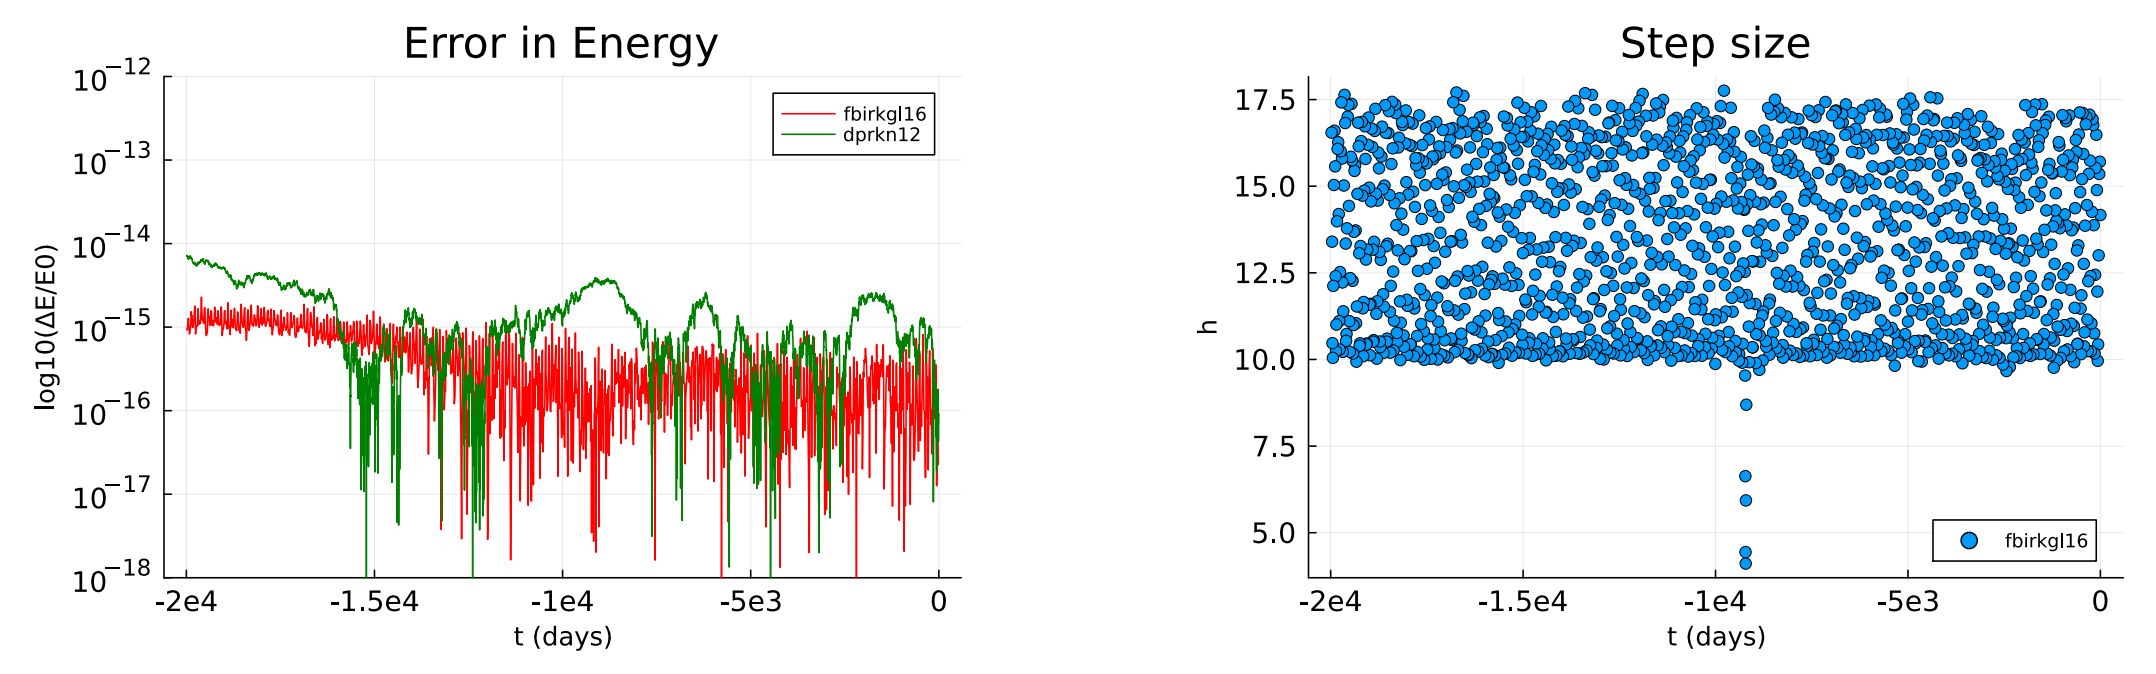 Error in Energy
log10(ΔE/E0)
10⁻¹²
10⁻¹³
10⁻¹⁴
10⁻¹⁵
10⁻¹⁶
10⁻¹⁷
10⁻¹⁸
fbirkgl16
dprkn12
-2e4 -1.5e4 -1e4 -5e3 0
t (days)
Step size
h
17.5
15.0
12.5
10.0
7.5
5.0
fbirkgl16
-2e4 -1.5e4 -1e4 -5e3 0
t (days)